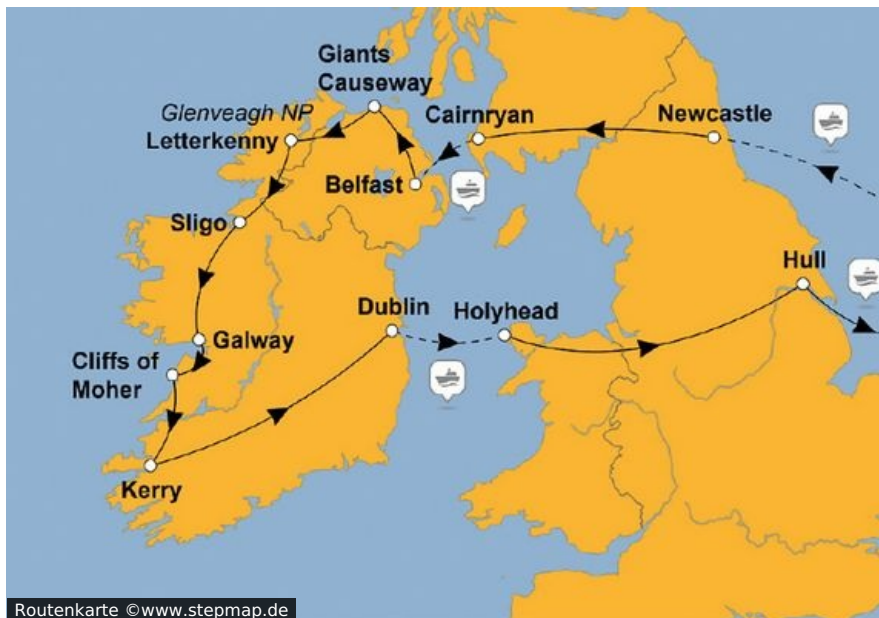 Giants
Causeway
Glenveagh NP
Letterkenny
Cairnryan
Newcastle
Belfast
Sligo
Hull
Dublin
Holyhead
Galway
Cliffs of
Moher
Kerry
Routenkarte ©www.stepmap.de